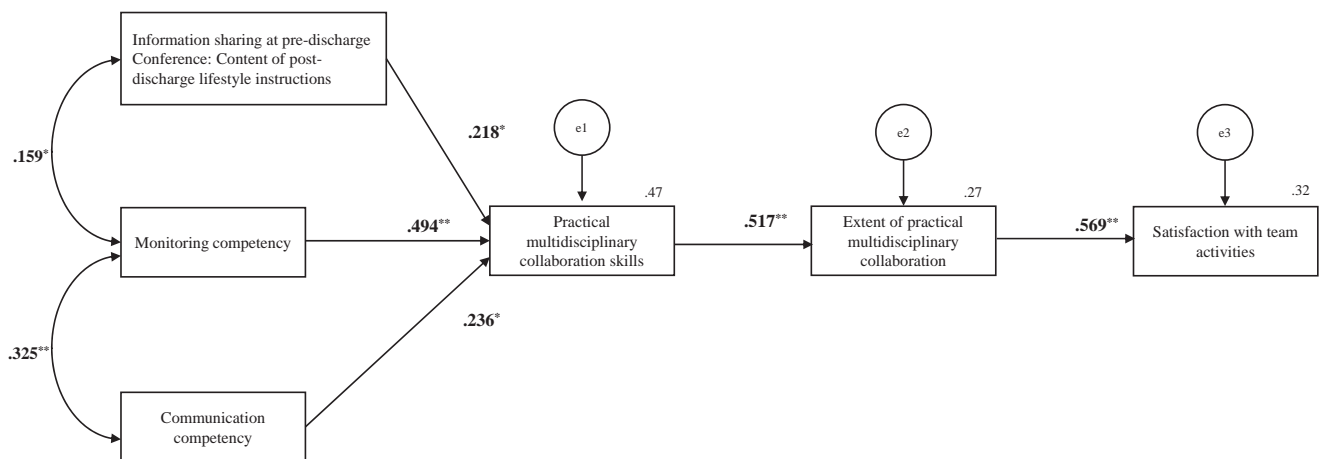 Information sharing at pre-discharge
Conference: Content of post-
discharge lifestyle instructions
.218*
e1
e2
e3
.159*
.47
.27
.32
Monitoring competency
.494**
Practical
multidisciplinary
collaboration skills
.517**
Extent of practical
multidisciplinary
collaboration
.569**
Satisfaction with team
activities
.236*
.325**
Communication
competency